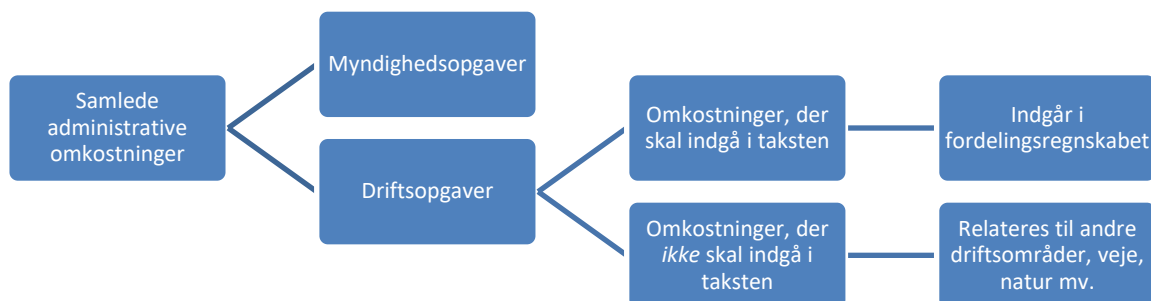 Samlede
administrative
omkostninger
Myndighedsopgaver
Driftsopgaver
Omkostninger, der
skal indgå i taksten
Indgår i
fordelingsregnskabet
Omkostninger, der
ikke skal indgå i
taksten
Relateres til andre
driftsområder, veje,
natur mv.